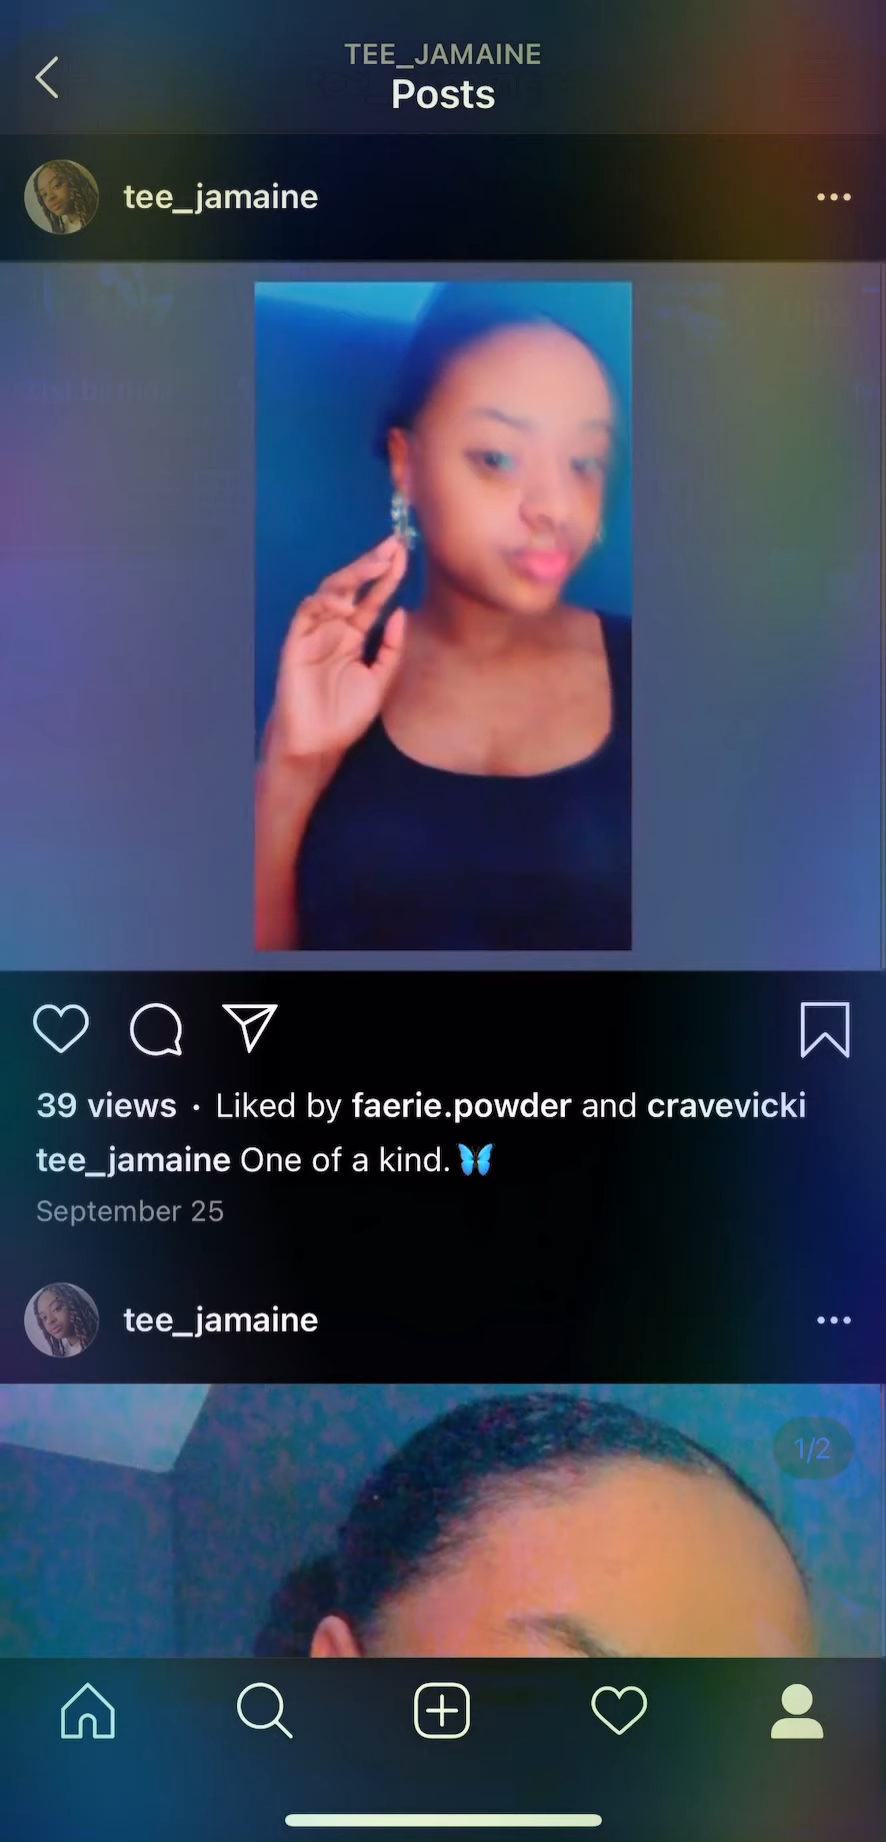 TEE_JAMAINE
Posts
tee_jamaine
39 views · Liked by faerie.powder and cravevicki
tee_jamaine One of a kind.🦋
September 25
tee_jamaine
1/2